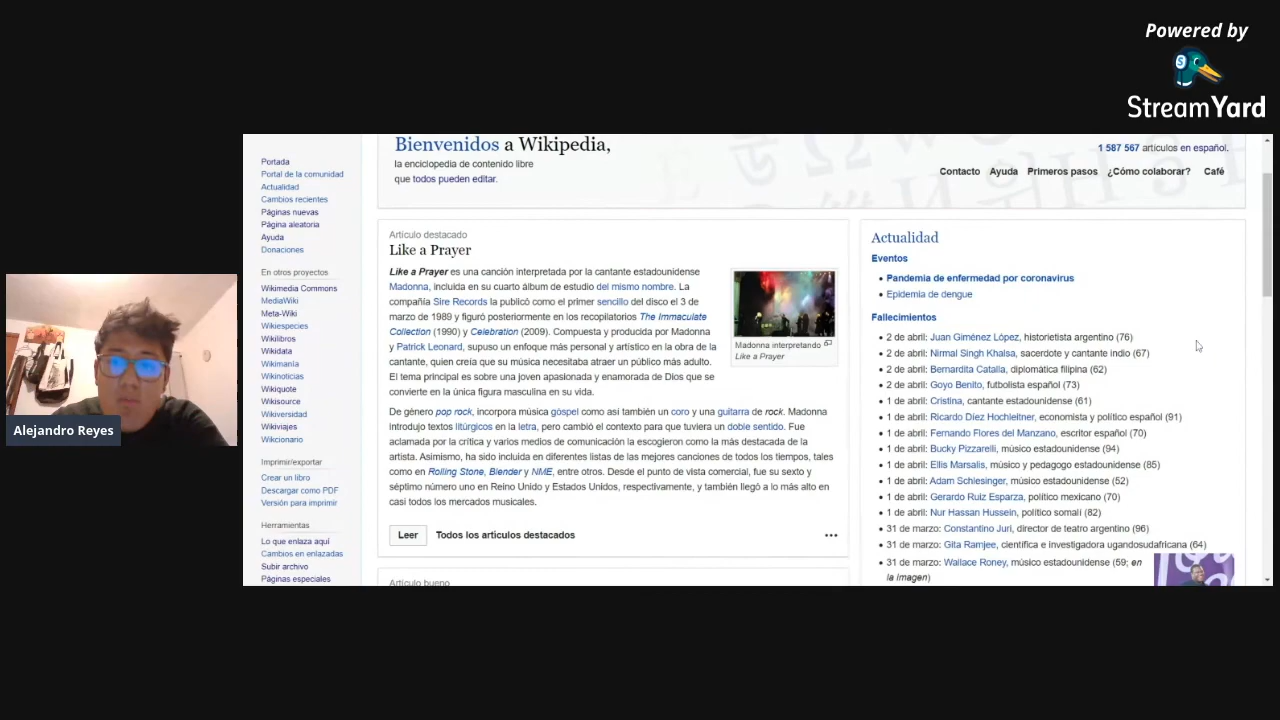 Powered by
StreamYard
Alejandro Reyes
Portada
Portal de la comunidad
Actualidad
Cambios recientes
Páginas nuevas
Página aleatoria
Ayuda
Donaciones
En otros proyectos
Wikimedia Commons
MediaWiki
Meta-Wiki
Wikiespecies
Wikilibros
Wikidata
Wikimanía
Wikinoticias
Wikiquote
Wikisource
Wikiversidad
Wikiviajes
Wikcionario
Imprimir/exportar
Crear un libro
Descargar como PDF
Versión para imprimir
Herramientas
Lo que enlaza aquí
Cambios en enlazadas
Subir archivo
Páginas especiales
Bienvenidos a Wikipedia,
la enciclopedia de contenido libre
que todos pueden editar.
1 587 567 artículos en español.
Contacto Ayuda Primeros pasos ¿Cómo colaborar? Café
Artículo destacado
Like a Prayer
Like a Prayer es una canción interpretada por la cantante estadounidense
Madonna, incluida en su cuarto álbum de estudio del mismo nombre. La
compañía Sire Records la publicó como el primer sencillo del disco el 3 de
marzo de 1989 y figuró posteriormente en los recopilatorios The Immaculate
Collection (1990) y Celebration (2009). Compuesta y producida por Madonna
y Patrick Leonard, supuso un enfoque más personal y artístico en la obra de la
cantante, quien creía que su música necesitaba atraer un público más adulto.
El tema principal es sobre una joven apasionada y enamorada de Dios que se
convierte en la única figura masculina en su vida.
Madonna interpretando
Like a Prayer
De género pop rock, incorpora música góspel como así también un coro y una guitarra de rock. Madonna
introdujo textos litúrgicos en la letra, pero cambió el contexto para que tuviera un doble sentido. Fue
aclamada por la crítica y varios medios de comunicación la escogieron como la más destacada de la
artista. Asimismo, ha sido incluida en diferentes listas de las mejores canciones de todos los tiempos, tales
como en Rolling Stone, Blender y NME, entre otros. Desde el punto de vista comercial, fue su sexto y
séptimo número uno en Reino Unido y Estados Unidos, respectivamente, y también llegó a lo más alto en
casi todos los mercados musicales.
Leer Todos los artículos destacados
Artículo bueno
Actualidad
Eventos
Pandemia de enfermedad por coronavirus
Epidemia de dengue
Fallecimientos
2 de abril: Juan Giménez López, historietista argentino (76)
2 de abril: Nirmal Singh Khalsa, sacerdote y cantante indio (67)
2 de abril: Bernardita Catalla, diplomática filipina (62)
2 de abril: Goyo Benito, futbolista español (73)
1 de abril: Cristina, cantante estadounidense (61)
1 de abril: Ricardo Díez Hochleitner, economista y político español (91)
1 de abril: Fernando Flores del Manzano, escritor español (70)
1 de abril: Bucky Pizzarelli, músico estadounidense (94)
1 de abril: Ellis Marsalis, músico y pedagogo estadounidense (85)
1 de abril: Adam Schlesinger, músico estadounidense (52)
1 de abril: Gerardo Ruiz Esparza, político mexicano (70)
1 de abril: Nur Hassan Hussein, político somalí (82)
31 de marzo: Constantino Juri, director de teatro argentino (96)
31 de marzo: Gita Ramjee, científica e investigadora ugandosudafricana (64)
31 de marzo: Wallace Roney, músico estadounidense (59; en
la imagen)